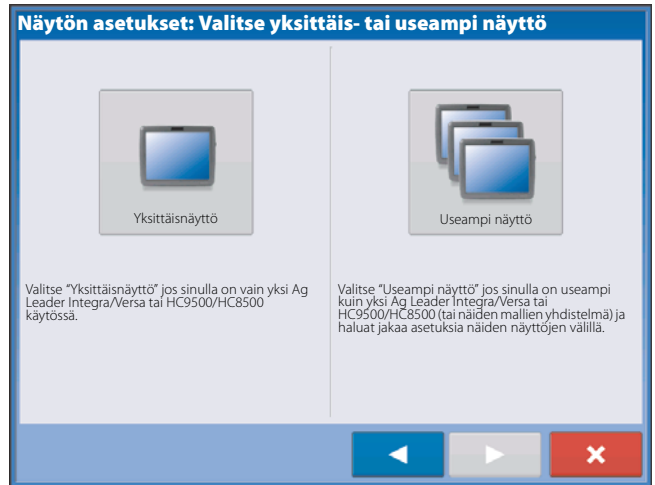 Näytön asetukset: Valitse yksittäis- tai useampi näyttö
Yksittäisnäyttö
Valitse "Yksittäisnäyttö" jos sinulla on vain yksi Ag
Leader Integra/Versa tai HC9500/HC8500
käytössä.
Useampi näyttö
Valitse "Useampi näyttö" jos sinulla on useampi
kuin yksi Ag Leader Integra/Versa tai
HC9500/HC8500 (tai näiden mallien yhdistelmä) ja
haluat jakaa asetuksia näiden näyttöjen välillä.